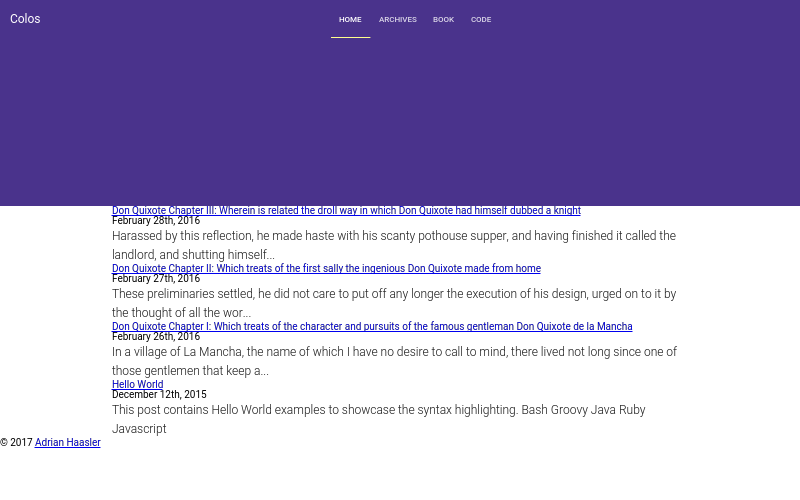 Colos
HOME ARCHIVES BOOK CODE
Don Quixote Chapter III: Wherein is related the droll way in which Don Quixote had himself dubbed a knight
February 28th, 2016
Harassed by this reflection, he made haste with his scanty pothouse supper, and having finished it called the
landlord, and shutting himself...
Don Quixote Chapter II: Which treats of the first sally the ingenious Don Quixote made from home
February 27th, 2016
These preliminaries settled, he did not care to put off any longer the execution of his design, urged on to it by
the thought of all the wor...
Don Quixote Chapter I: Which treats of the character and pursuits of the famous gentleman Don Quixote de la Mancha
February 26th, 2016
In a village of La Mancha, the name of which I have no desire to call to mind, there lived not long since one of
those gentlemen that keep a...
Hello World
December 12th, 2015
This post contains Hello World examples to showcase the syntax highlighting. Bash Groovy Java Ruby
Javascript
© 2017 Adrian Haasler